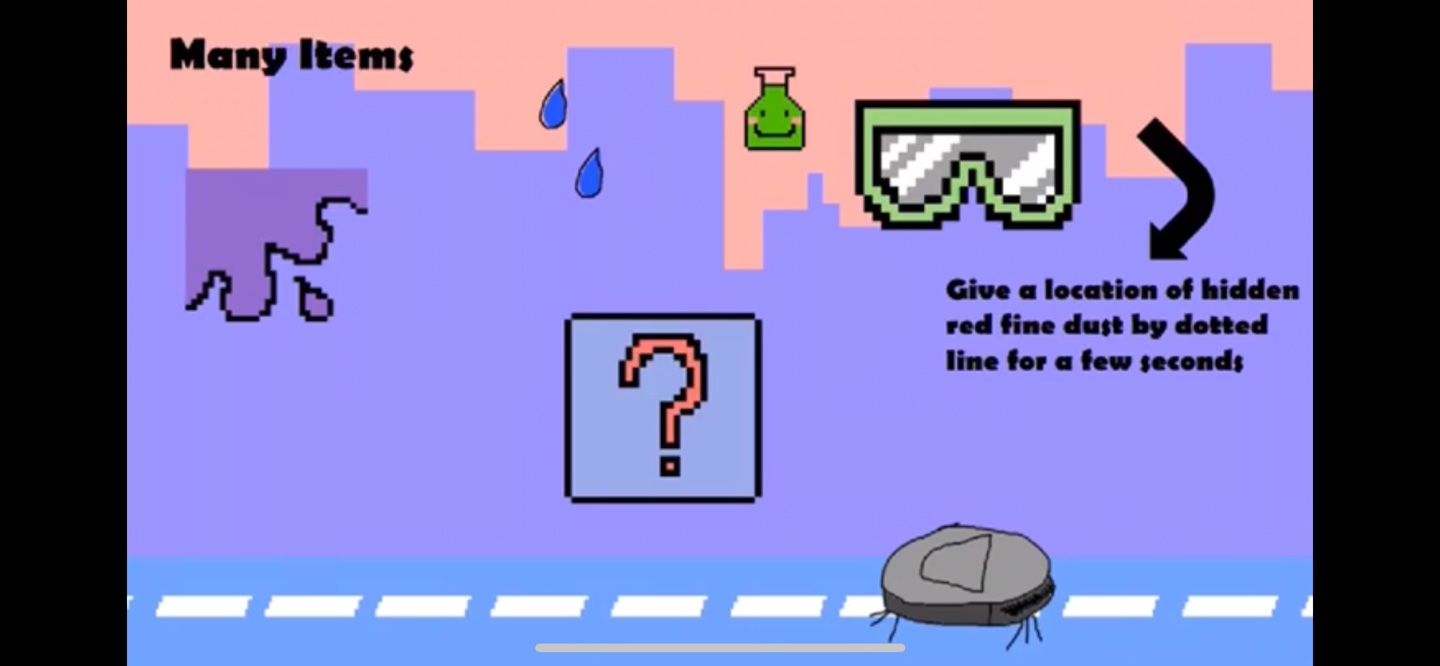 Many Items
?
Give a location of hidden
red fine dust by dotted
line for a few seconds